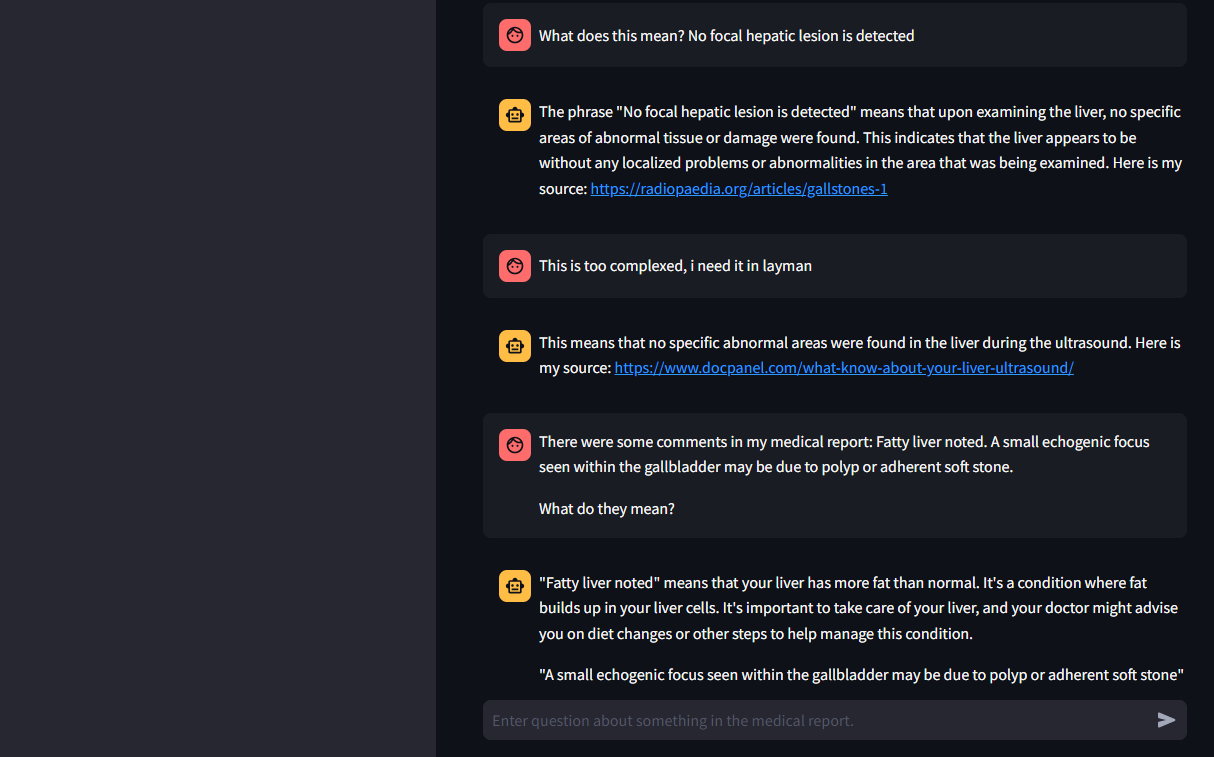 What does this mean? No focal hepatic lesion is detected
The phrase "No focal hepatic lesion is detected" means that upon examining the liver, no specific
areas of abnormal tissue or damage were found. This indicates that the liver appears to be
without any localized problems or abnormalities in the area that was being examined. Here is my
source: https://radiopaedia.org/articles/gallstones-1
This is too complexed, i need it in layman
This means that no specific abnormal areas were found in the liver during the ultrasound. Here is
my source: https://www.docpanel.com/what-know-about-your-liver-ultrasound/
There were some comments in my medical report: Fatty liver noted. A small echogenic focus
seen within the gallbladder may be due to polyp or adherent soft stone.
What do they mean?
"Fatty liver noted" means that your liver has more fat than normal. It's a condition where fat
builds up in your liver cells. It's important to take care of your liver, and your doctor might advise
you on diet changes or other steps to help manage this condition.
"A small echogenic focus seen within the gallbladder may be due to polyp or adherent soft stone"
Enter question about something in the medical report.